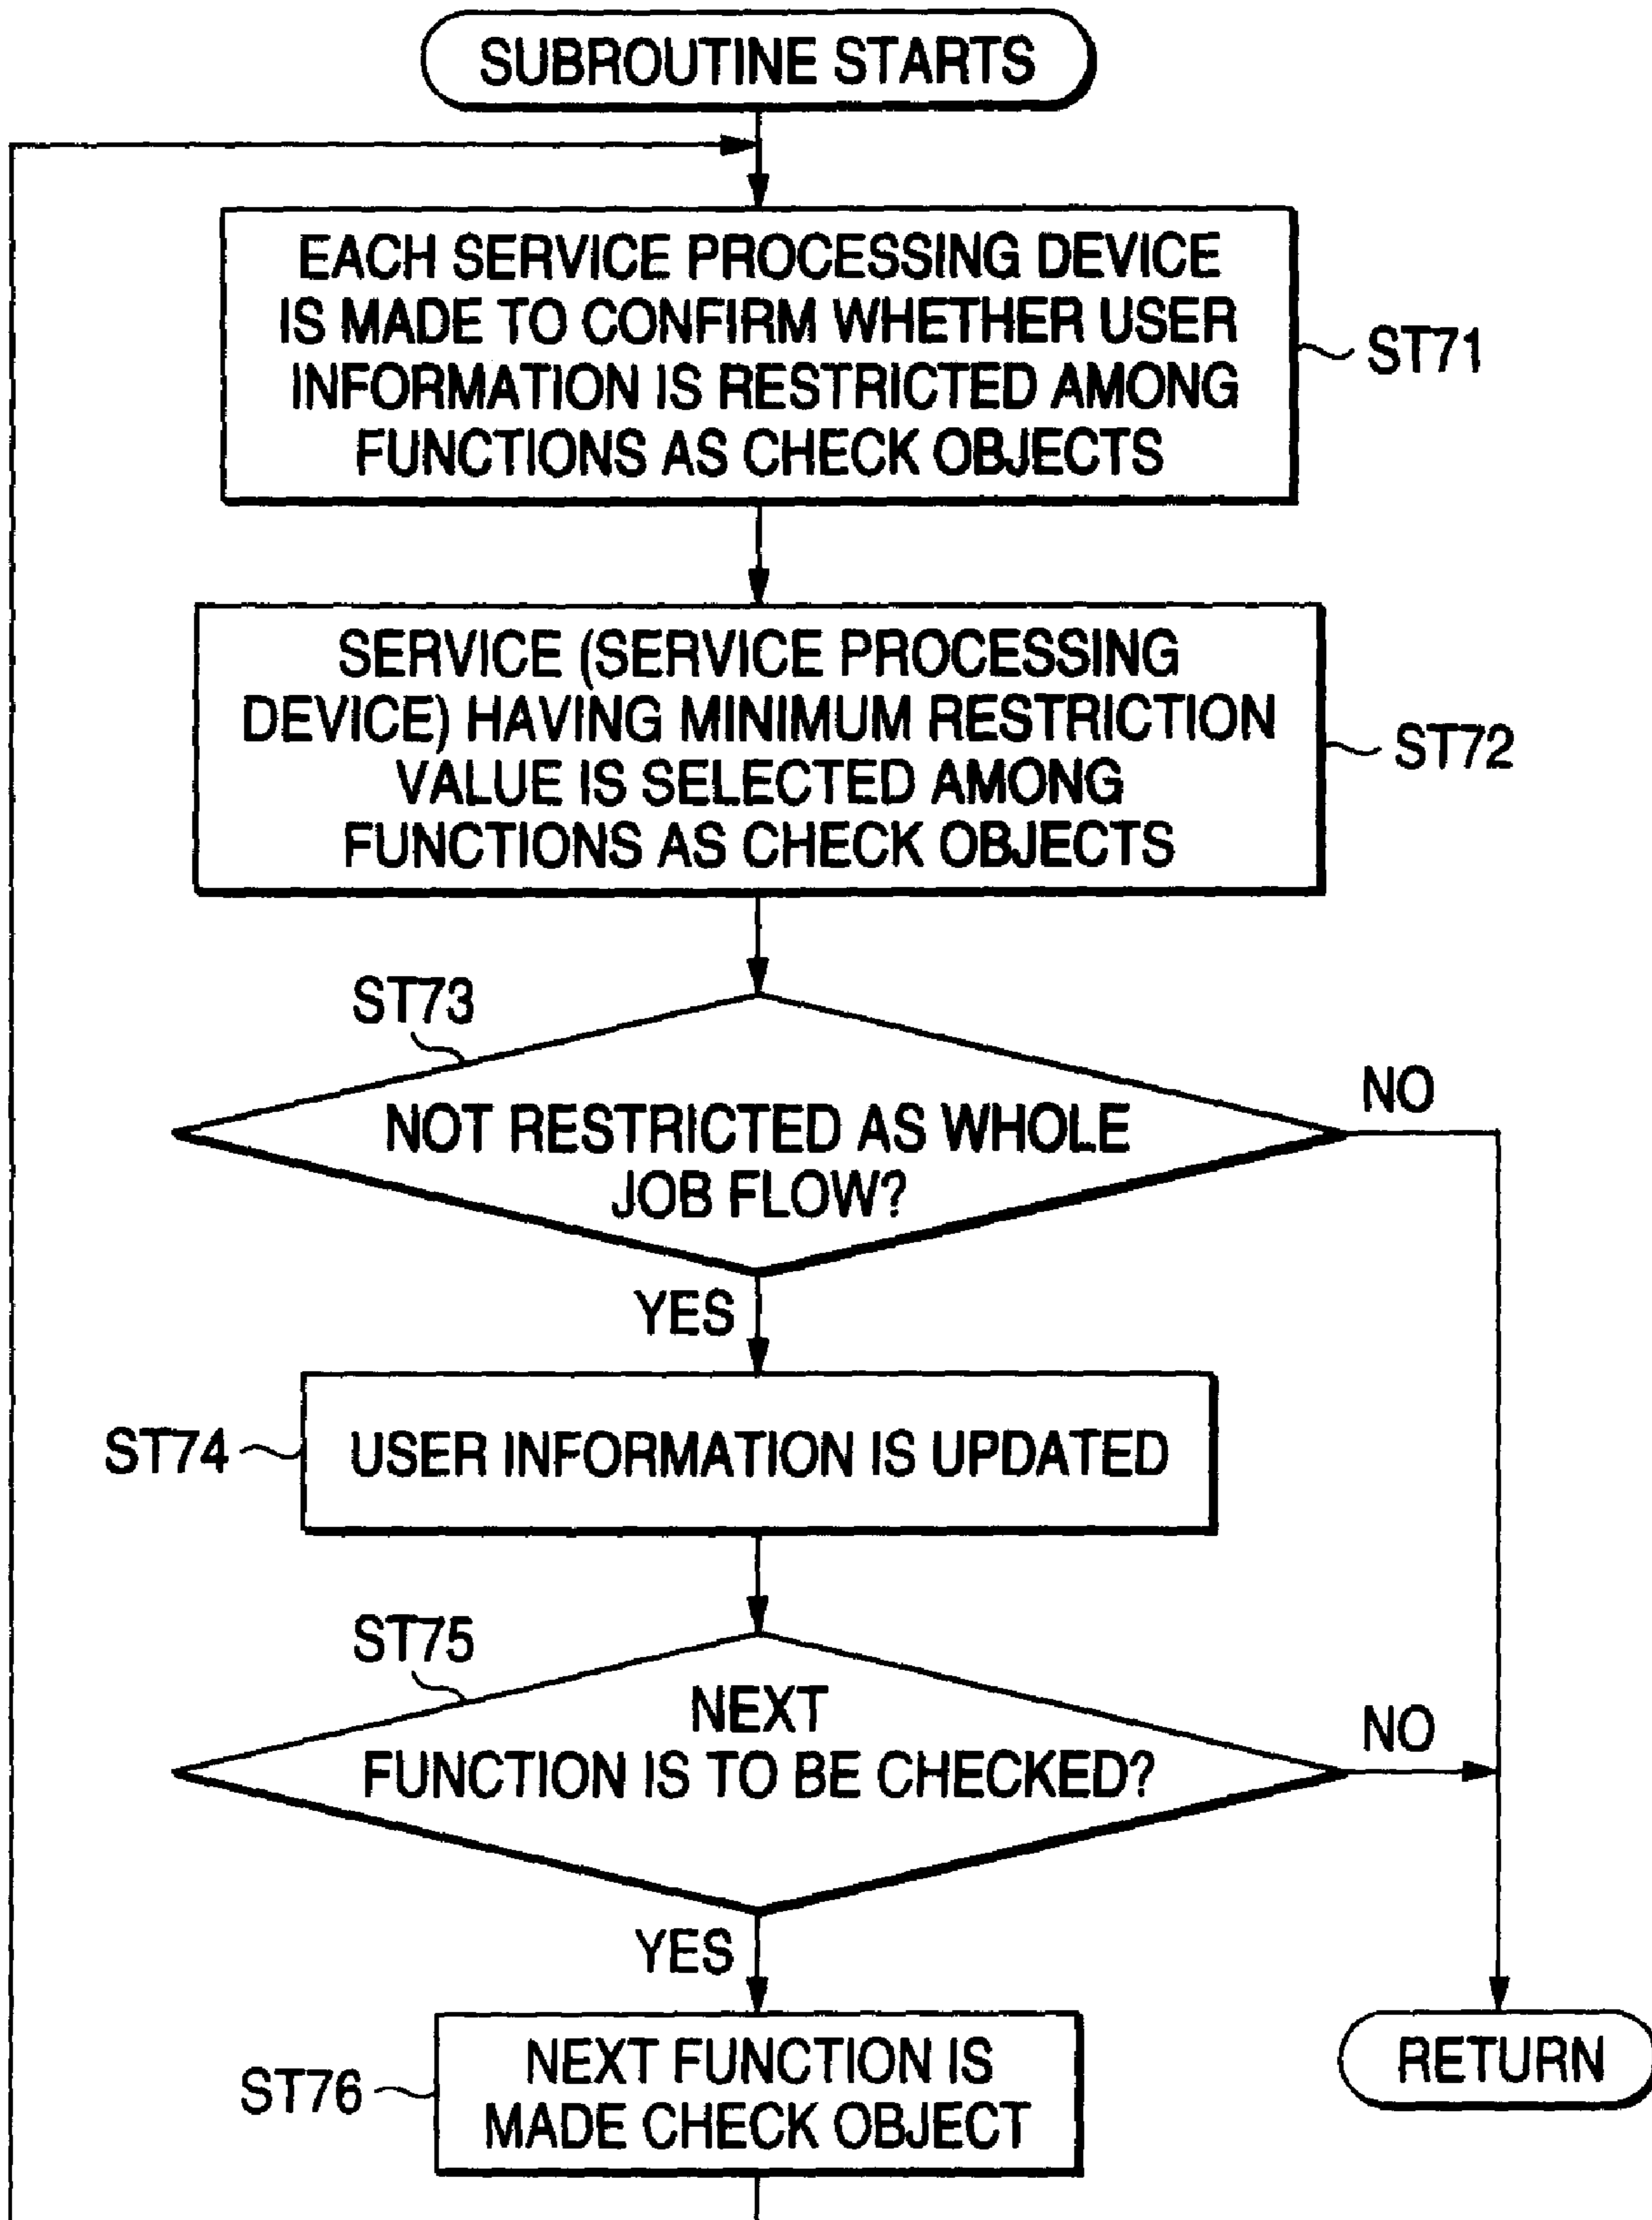 SUBROUTINE STARTS
EACH SERVICE PROCESSING DEVICE
IS MADE TO CONFIRM WHETHER USER
INFORMATION IS RESTRICTED AMONG
FUNCTIONS AS CHECK OBJECTS
ST71
SERVICE (SERVICE PROCESSING
DEVICE) HAVING MINIMUM RESTRICTION
VALUE IS SELECTED AMONG
FUNCTIONS AS CHECK OBJECTS
ST72
ST73
NOT RESTRICTED AS WHOLE
JOB FLOW?
NO
YES
ST74
USER INFORMATION IS UPDATED
ST75
NEXT
FUNCTION IS TO BE CHECKED?
NO
YES
ST76
NEXT FUNCTION IS
MADE CHECK OBJECT
RETURN